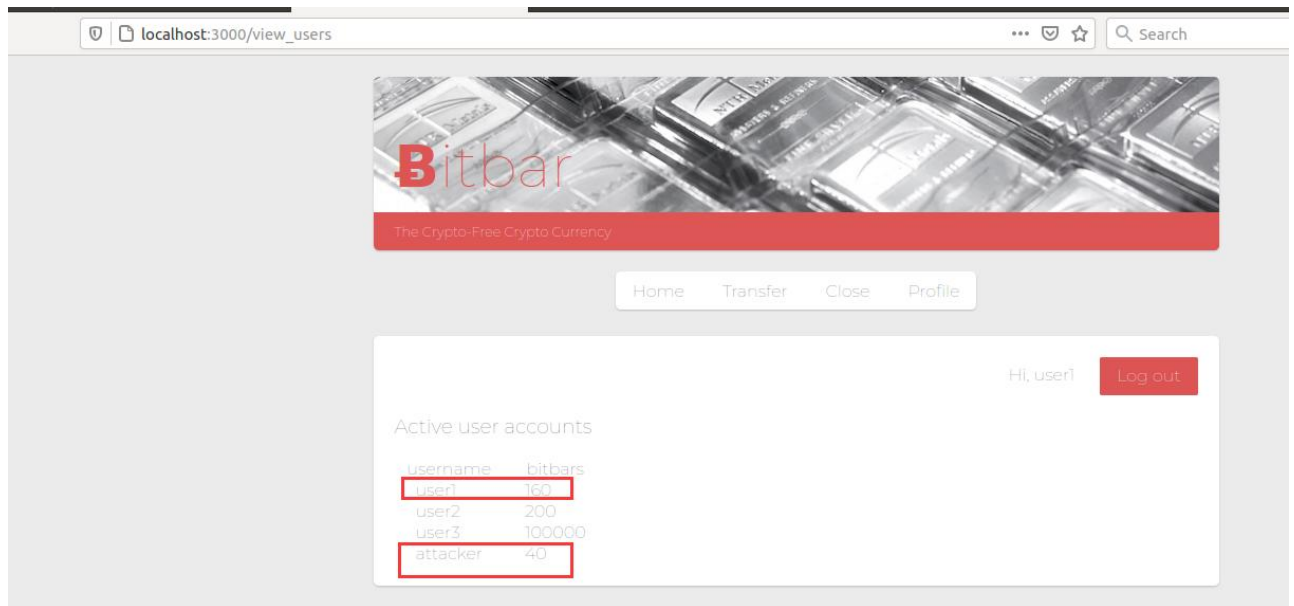 localhost:3000/view_users
Search
Ƀitbar
The Crypto-Free Crypto Currency
Home Transfer Close Profile
Hi, user1 Log out
Active user accounts
username bitbars
user1 160
user2 200
user3 100000
attacker 40